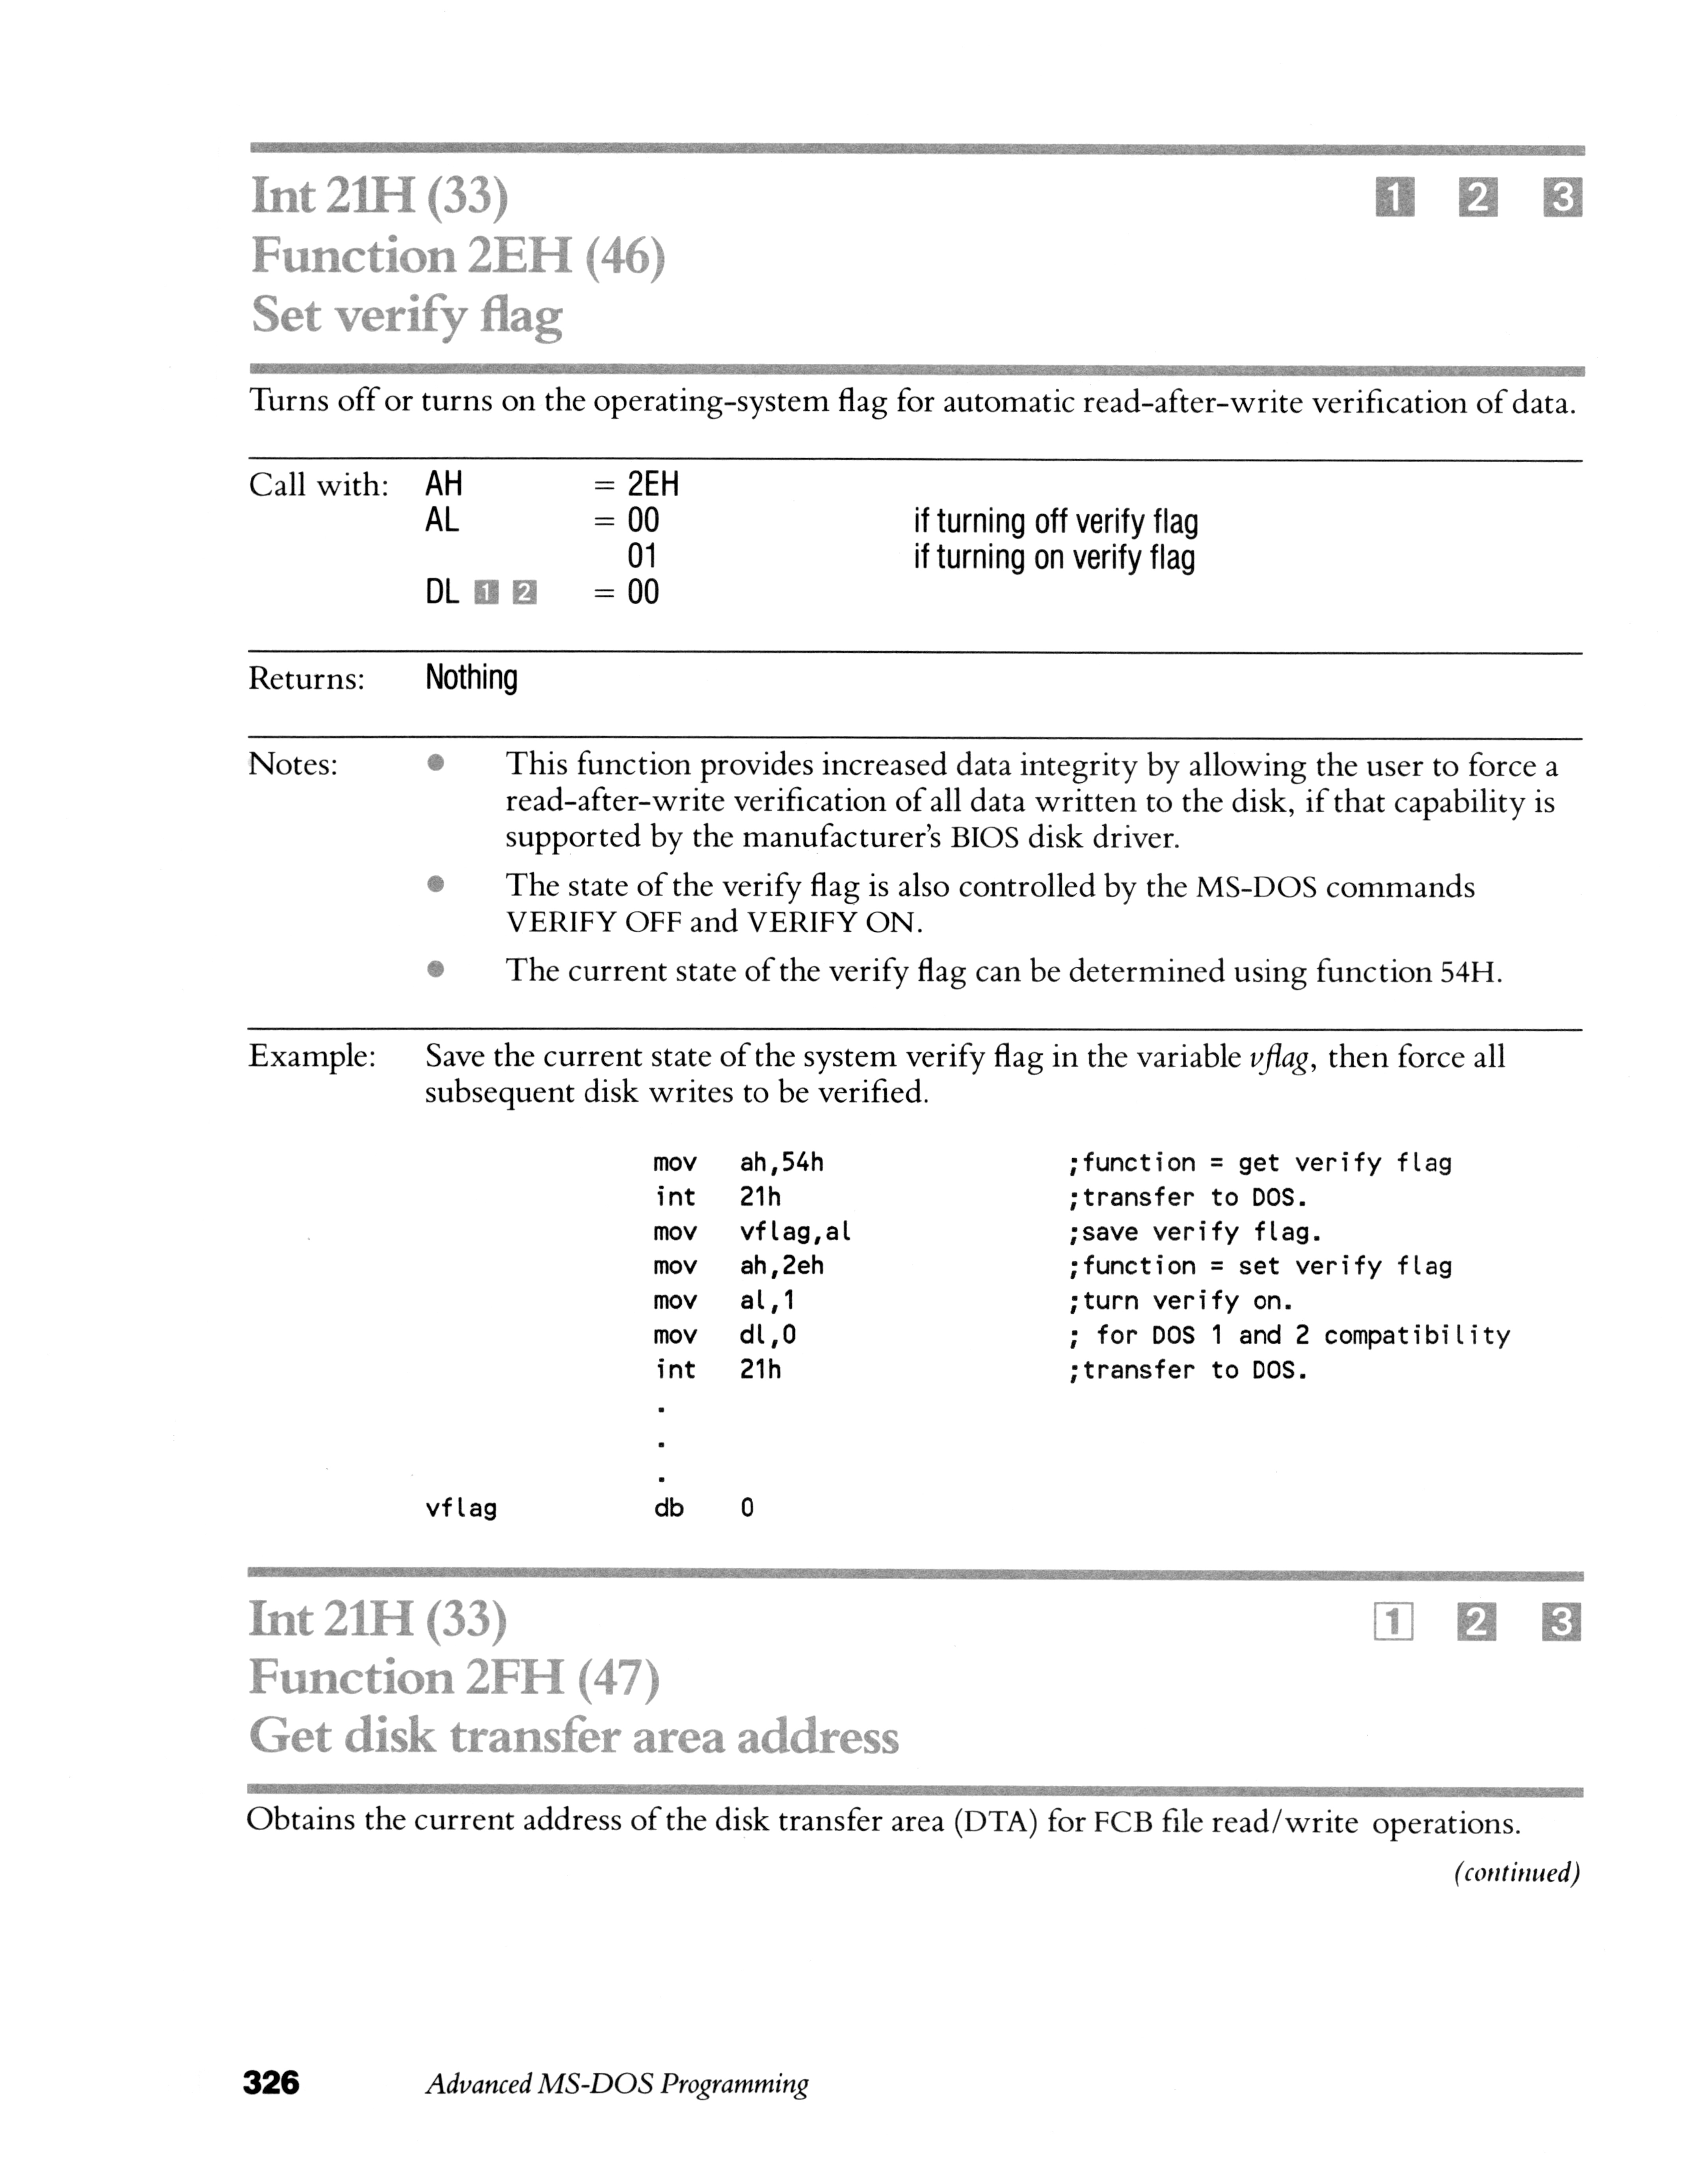 Int 21H (33) 1 2 3
Function 2EH (46)
Set verify flag
Turns off or turns on the operating-system flag for automatic read-after-write verification of data.
Call with: AH = 2EH
AL = 00 if turning off verify flag
01 if turning on verify flag
DL 1 2 = 00
Returns: Nothing
Notes: ● This function provides increased data integrity by allowing the user to force a
read-after-write verification of all data written to the disk, if that capability is
supported by the manufacturer's BIOS disk driver.
● The state of the verify flag is also controlled by the MS-DOS commands
VERIFY OFF and VERIFY ON.
● The current state of the verify flag can be determined using function 54H.
Example: Save the current state of the system verify flag in the variable vflag, then force all
subsequent disk writes to be verified.
mov ah,54h ;function = get verify flag
int 21h ;transfer to DOS.
mov vflag,al ;save verify flag.
mov ah,2eh ;function = set verify flag
mov al,1 ;turn verify on.
mov dl,0 ; for DOS 1 and 2 compatibility
int 21h ;transfer to DOS.
.
.
.
vflag db 0
Int 21H (33) 1 2 3
Function 2FH (47)
Get disk transfer area address
Obtains the current address of the disk transfer area (DTA) for FCB file read/write operations.
(continued)
326 Advanced MS-DOS Programming